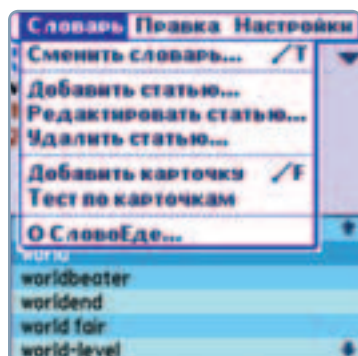 Словарь Правка Настройки
Сменить словарь... /T
Добавить статью...
Редактировать статью...
Удалить статью...
Добавить карточку /F
Тест по карточкам
О СловоЕде...
world
worldbeater
worldend
world fair
world-level